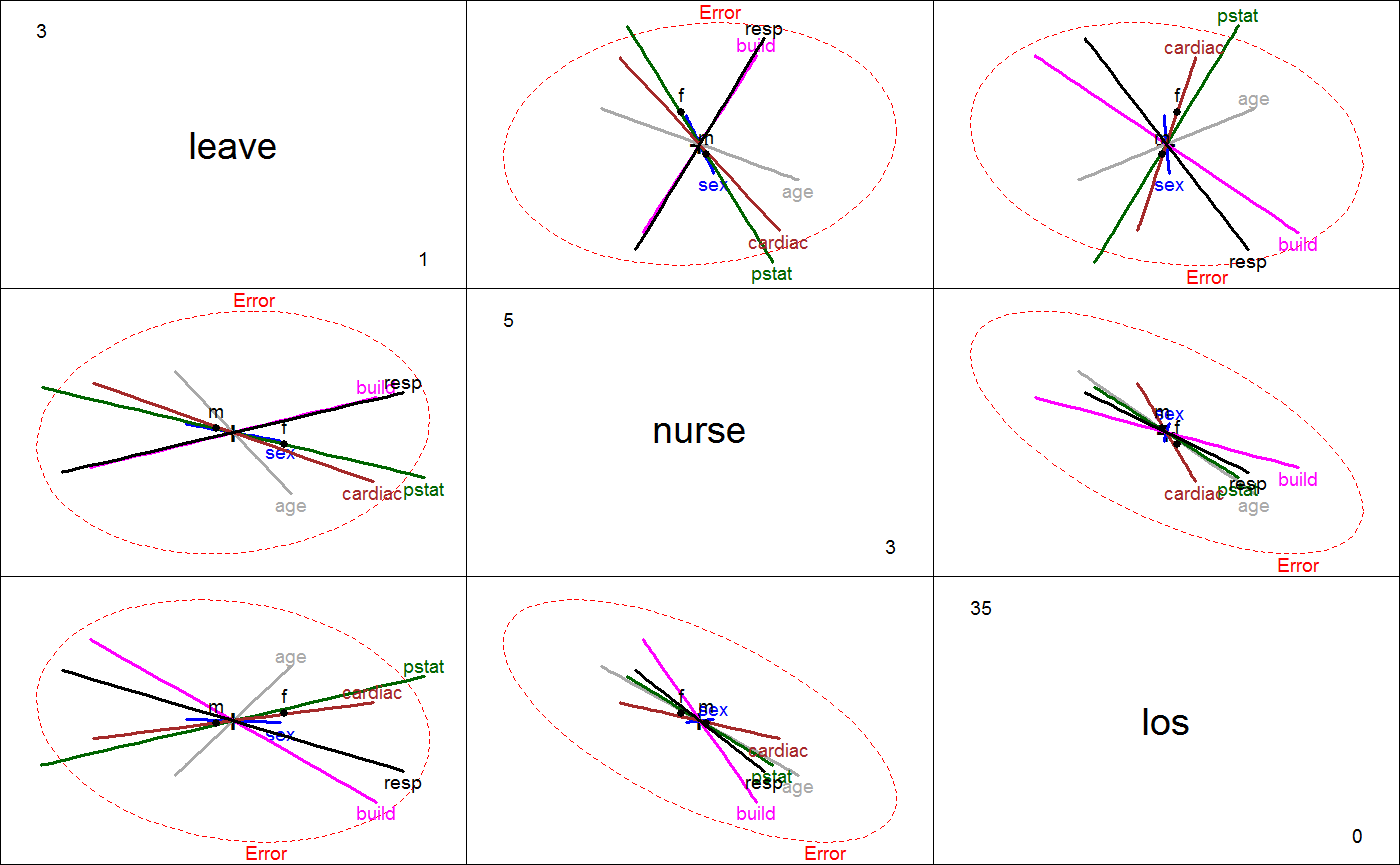 3
leave
1
Error
resp
build
f
m
sex
age
cardiac
pstat
pstat
cardiac
age
f
m
sex
build
resp
Error
Error
build
resp
m
f
sex
cardiac
pstat
age
5
nurse
3
m
sex
f
resp
build
cardiac
pstat
age
Error
age
pstat
cardiac
f
m
sex
resp
build
Error
f
m
sex
cardiac
pstat
resp
age
build
Error
35
los
0